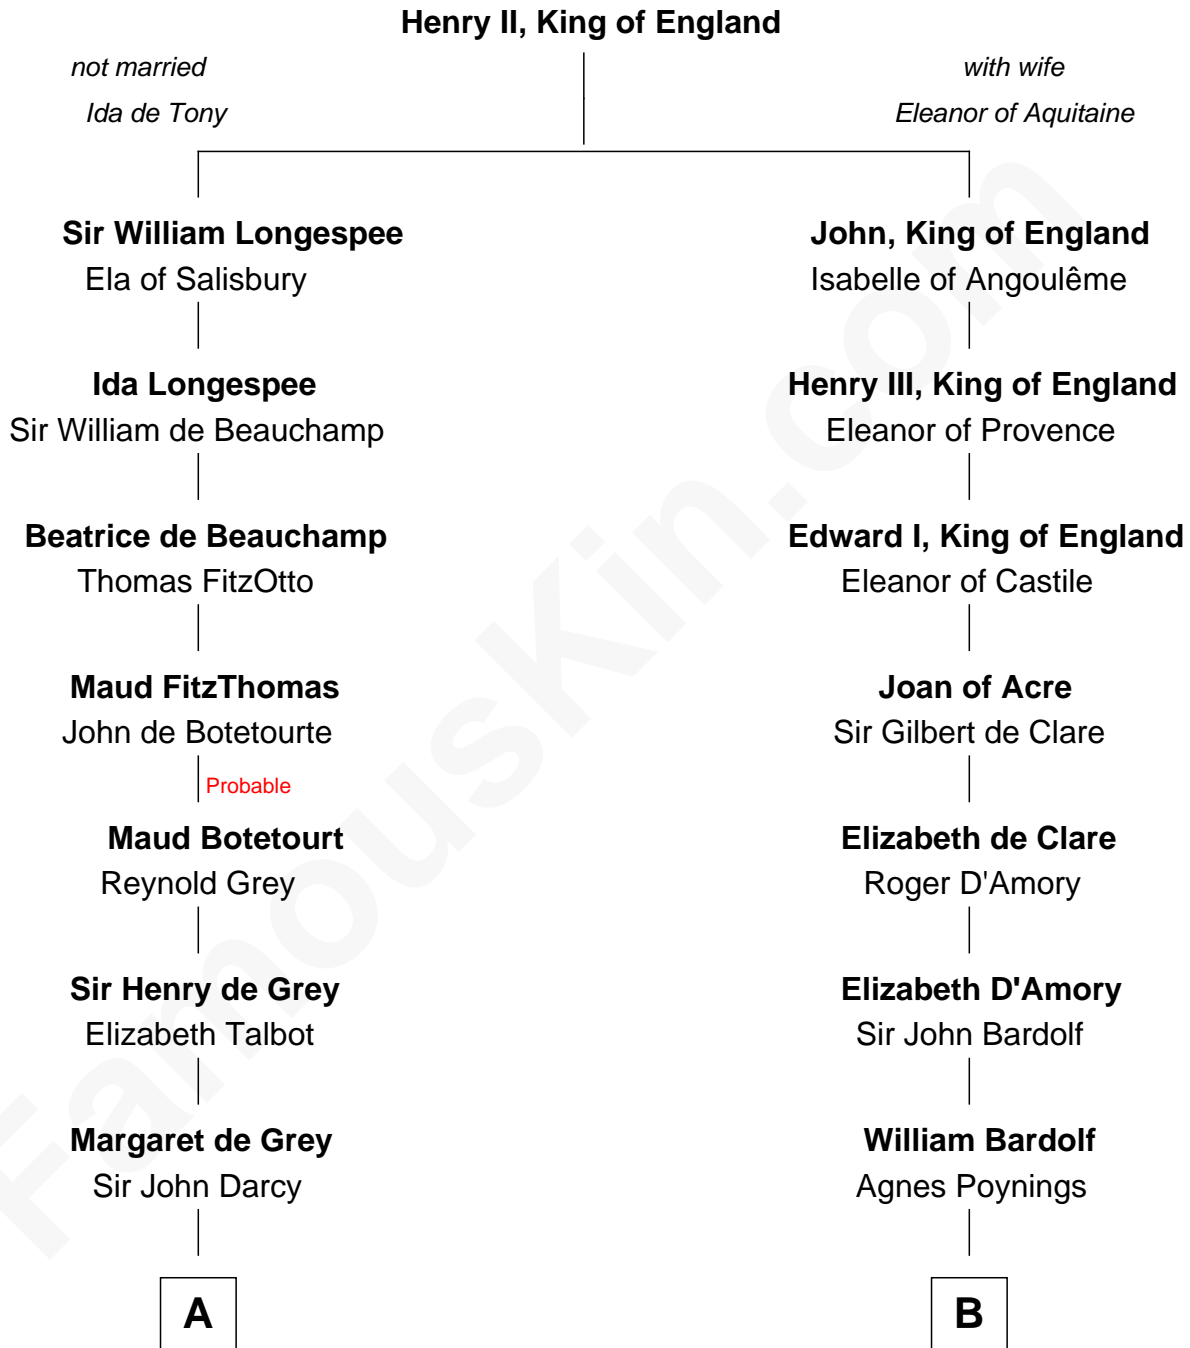 Henry II, King of England
not married
Ida de Tony
with wife
Eleanor of Aquitaine
Sir William Longespee
Ela of Salisbury
John, King of England
Isabelle of Angoulême
Ida Longespee
Sir William de Beauchamp
Henry III, King of England
Eleanor of Provence
Beatrice de Beauchamp
Thomas FitzOtto
Edward I, King of England
Eleanor of Castile
Maud FitzThomas
John de Botetourte
Joan of Acre
Sir Gilbert de Clare
Probable
Maud Botetourt
Reynold Grey
Elizabeth de Clare
Roger D'Amory
Sir Henry de Grey
Elizabeth Talbot
Elizabeth D'Amory
Sir John Bardolf
Margaret de Grey
Sir John Darcy
William Bardolf
Agnes Poynings
A
B
FamousKin.com